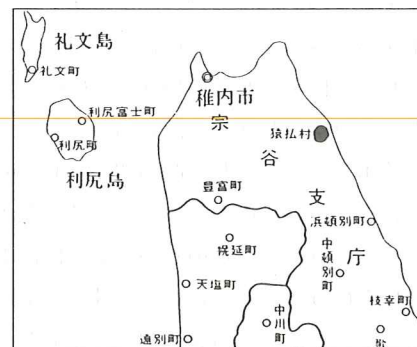 礼文島
礼文町
利尻富士町
利尻町
利尻島
稚内市
宗谷支庁
猿払村
豊富町
浜頓別町
中頓別町
幌延町
天塩町
中川町
枝幸町
遠別町